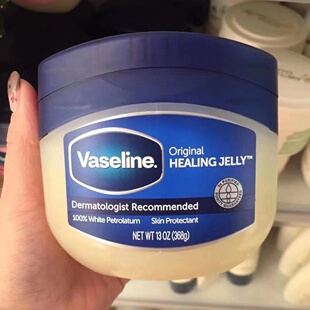 Vaseline.
Original
HEALING JELLY™
Dermatologist Recommended
100% White Petrolatum Skin Protectant
NET WT 13 OZ (368g)